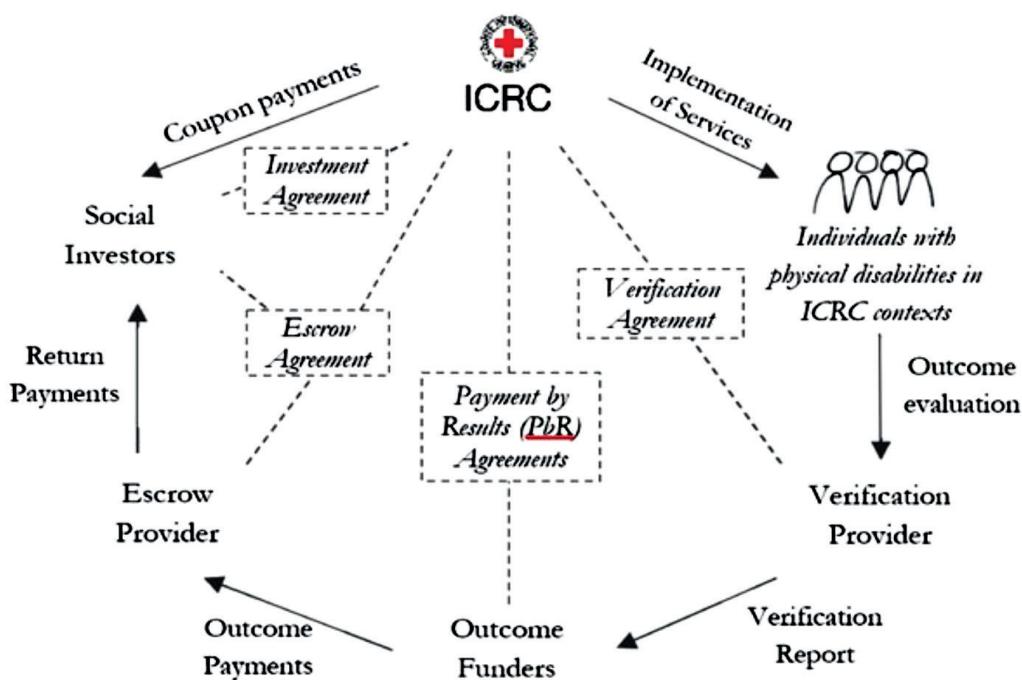 ICRC
Coupon payments
Implementation
of Services
Investment
Agreement
Social
Investors
Individuals with
physical disabilities in
ICRC contexts
Verification
Agreement
Escrow
Agreement
Return
Payments
Payment by
Results (PbR)
Agreements
Outcome
evaluation
Escrow
Provider
Verification
Provider
Outcome
Payments
Outcome
Funders
Verification
Report